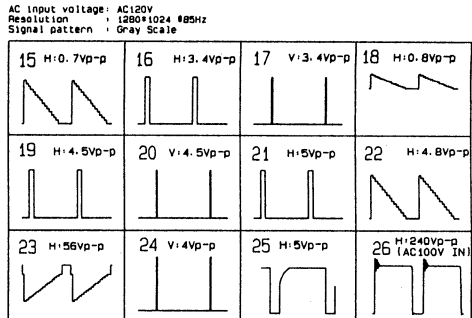 AC input voltage: AC120V
Resolution : 1280*1024 @85Hz
Signal pattern : Gray Scale
15 H:0.7Vp-p
16 H:3.4Vp-p
17 V:3.4Vp-p
18 H:0.8Vp-p
19 H:4.5Vp-p
20 V:4.5Vp-p
21 H:5Vp-p
22 H:4.8Vp-p
23 H:56Vp-p
24 V:4Vp-p
25 H:5Vp-p
26 H:240Vp-p
(AC100V IN)